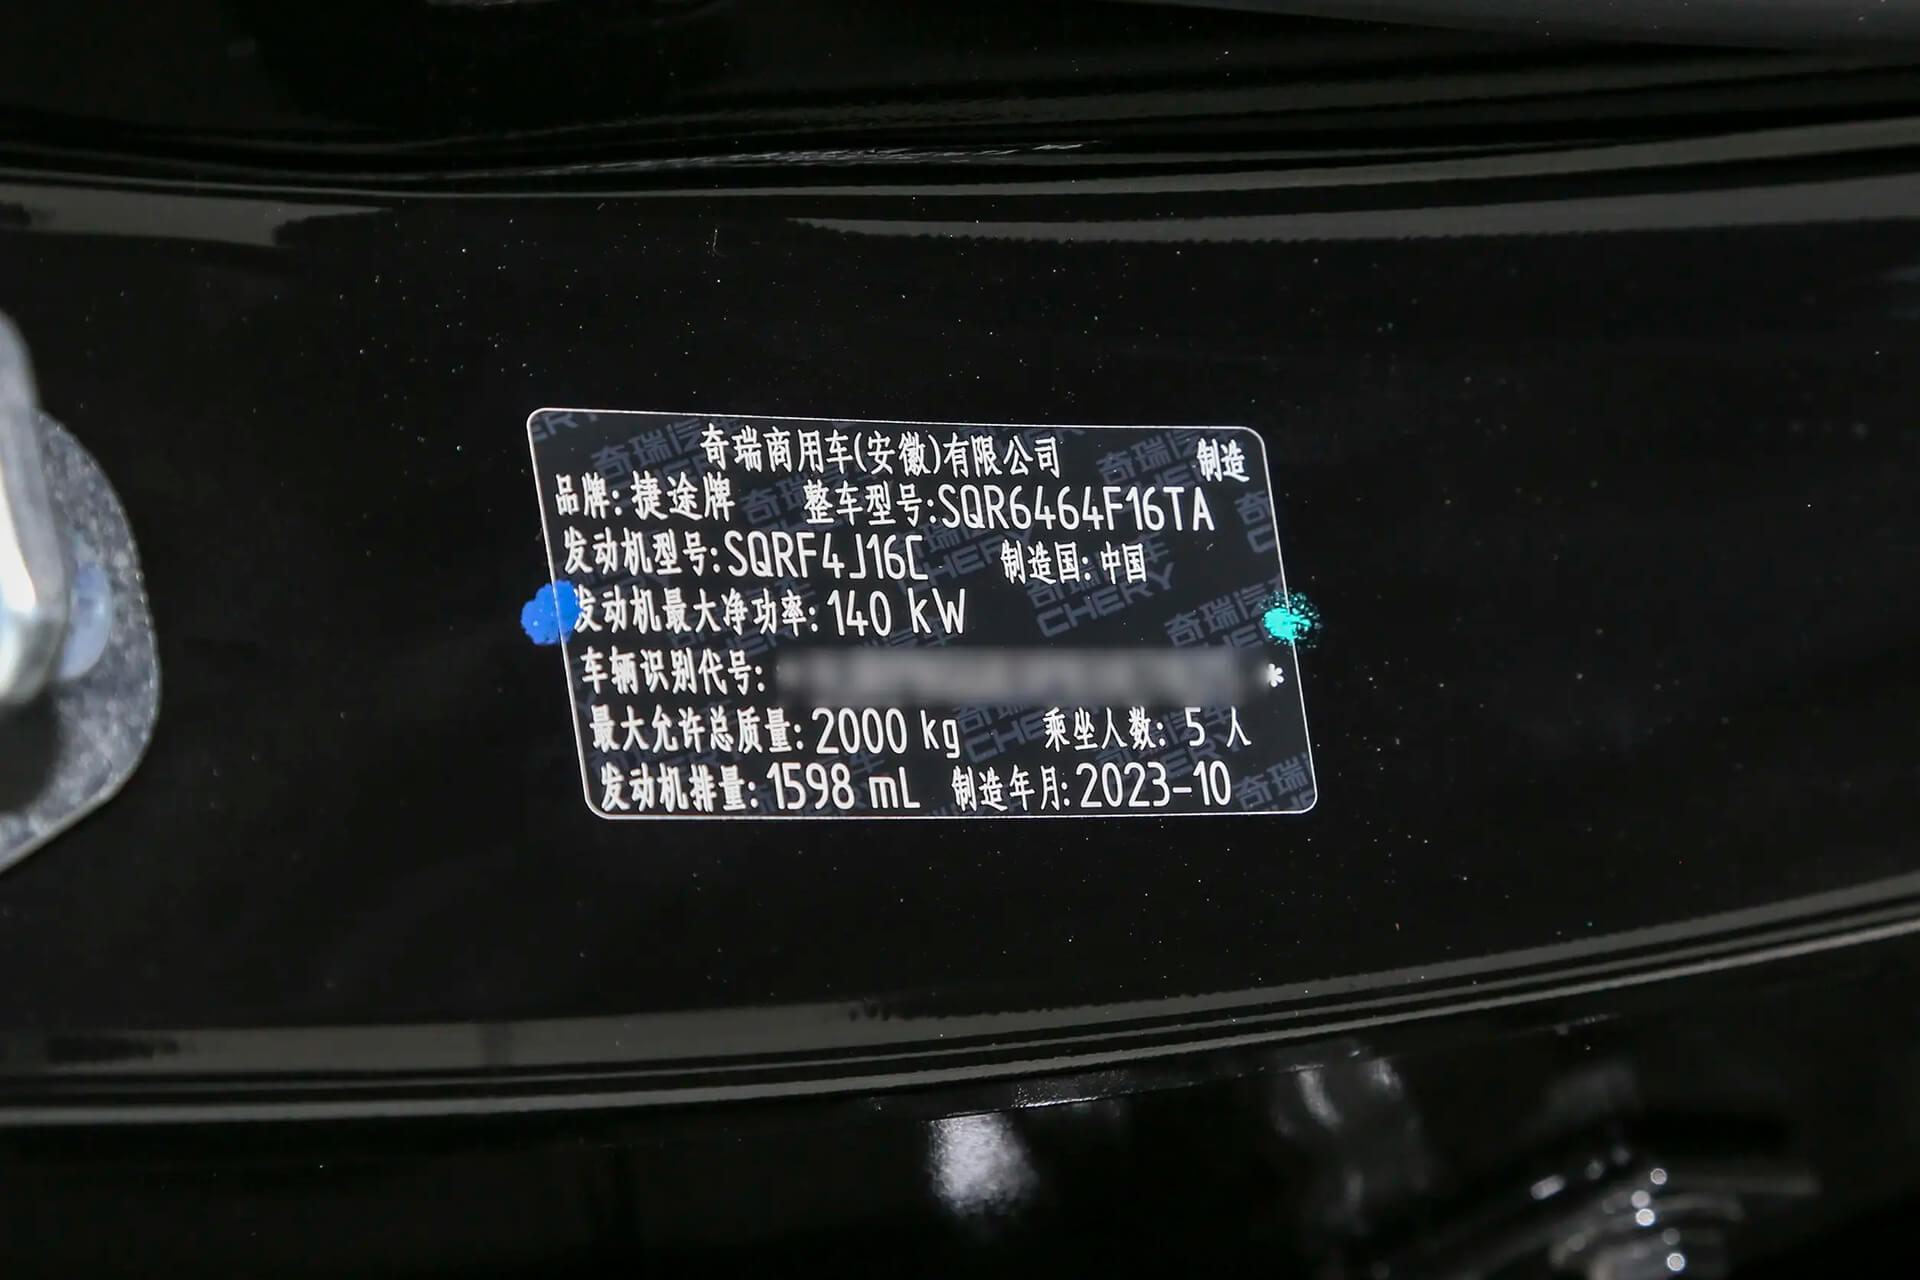 奇瑞商用车(安徽)有限公司 制造
品牌:捷途牌 整车型号:SQR6464F16TA
发动机型号:SQRF4J16C 制造国:中国
发动机最大净功率:140 kW
车辆识别代号: *
最大允许总质量:2000 kg 乘坐人数:5 人
发动机排量:1598 mL 制造年月:2023-10